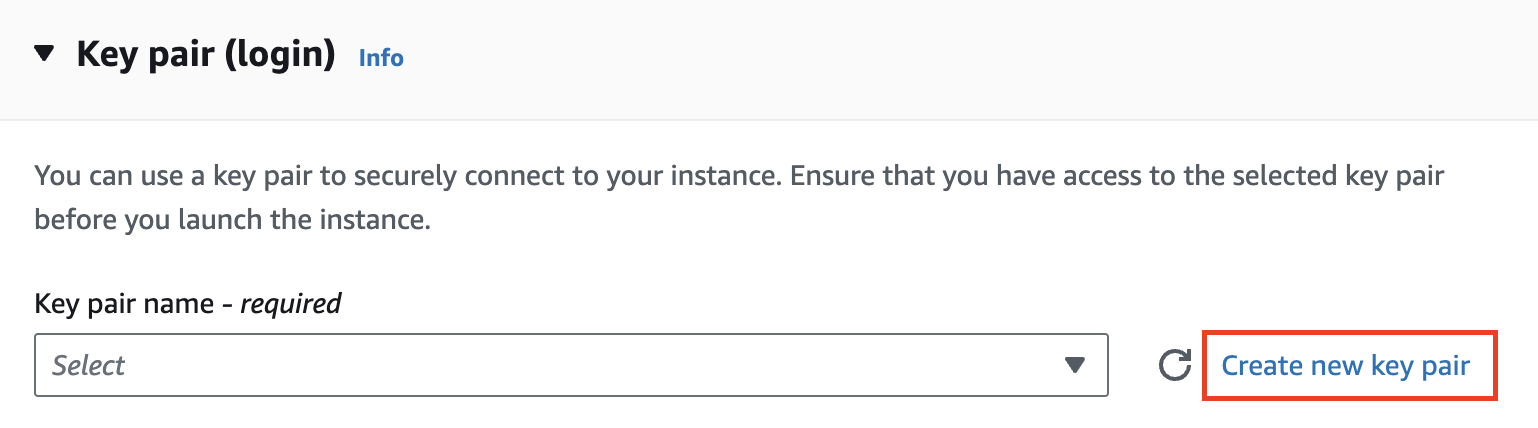 Key pair (login) Info
You can use a key pair to securely connect to your instance. Ensure that you have access to the selected key pair
before you launch the instance.
Key pair name - required
Select
Create new key pair